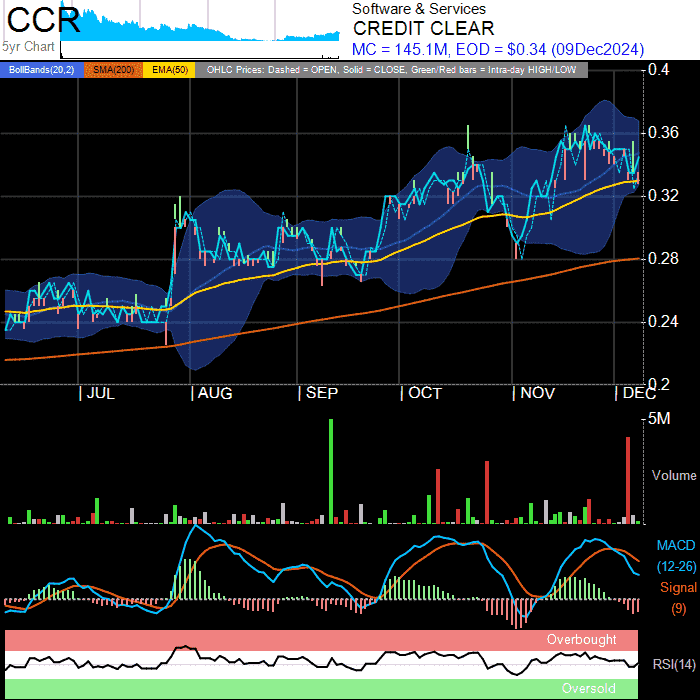 CCR
5yr Chart
Software & Services
CREDIT CLEAR
MC = 145.1M, EOD = $0.34 (09Dec2024)
BollBands(20,2) SMA(200) EMA(50) OHLC Prices: Dashed = OPEN, Solid = CLOSE, Green/Red bars = Intra-day HIGH/LOW
0.4
0.36
0.32
0.28
0.24
0.2
JUL AUG SEP OCT NOV DEC
5M
Volume
MACD
(12-26)
Signal
(9)
Overbought
RSI(14)
Oversold